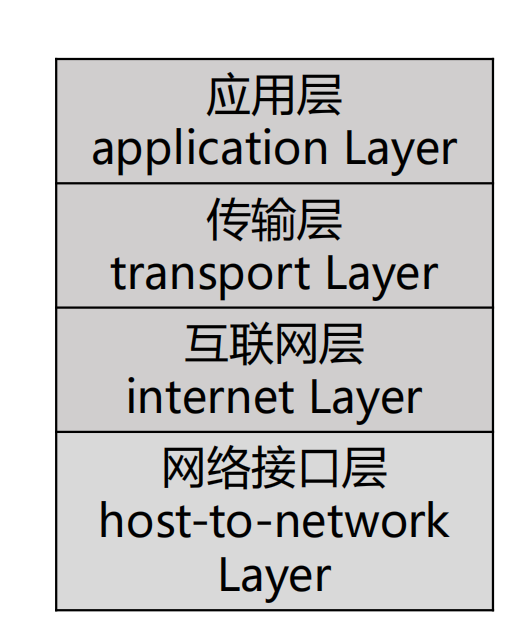 应用层
application Layer
传输层
transport Layer
互联网层
internet Layer
网络接口层
host-to-network
Layer